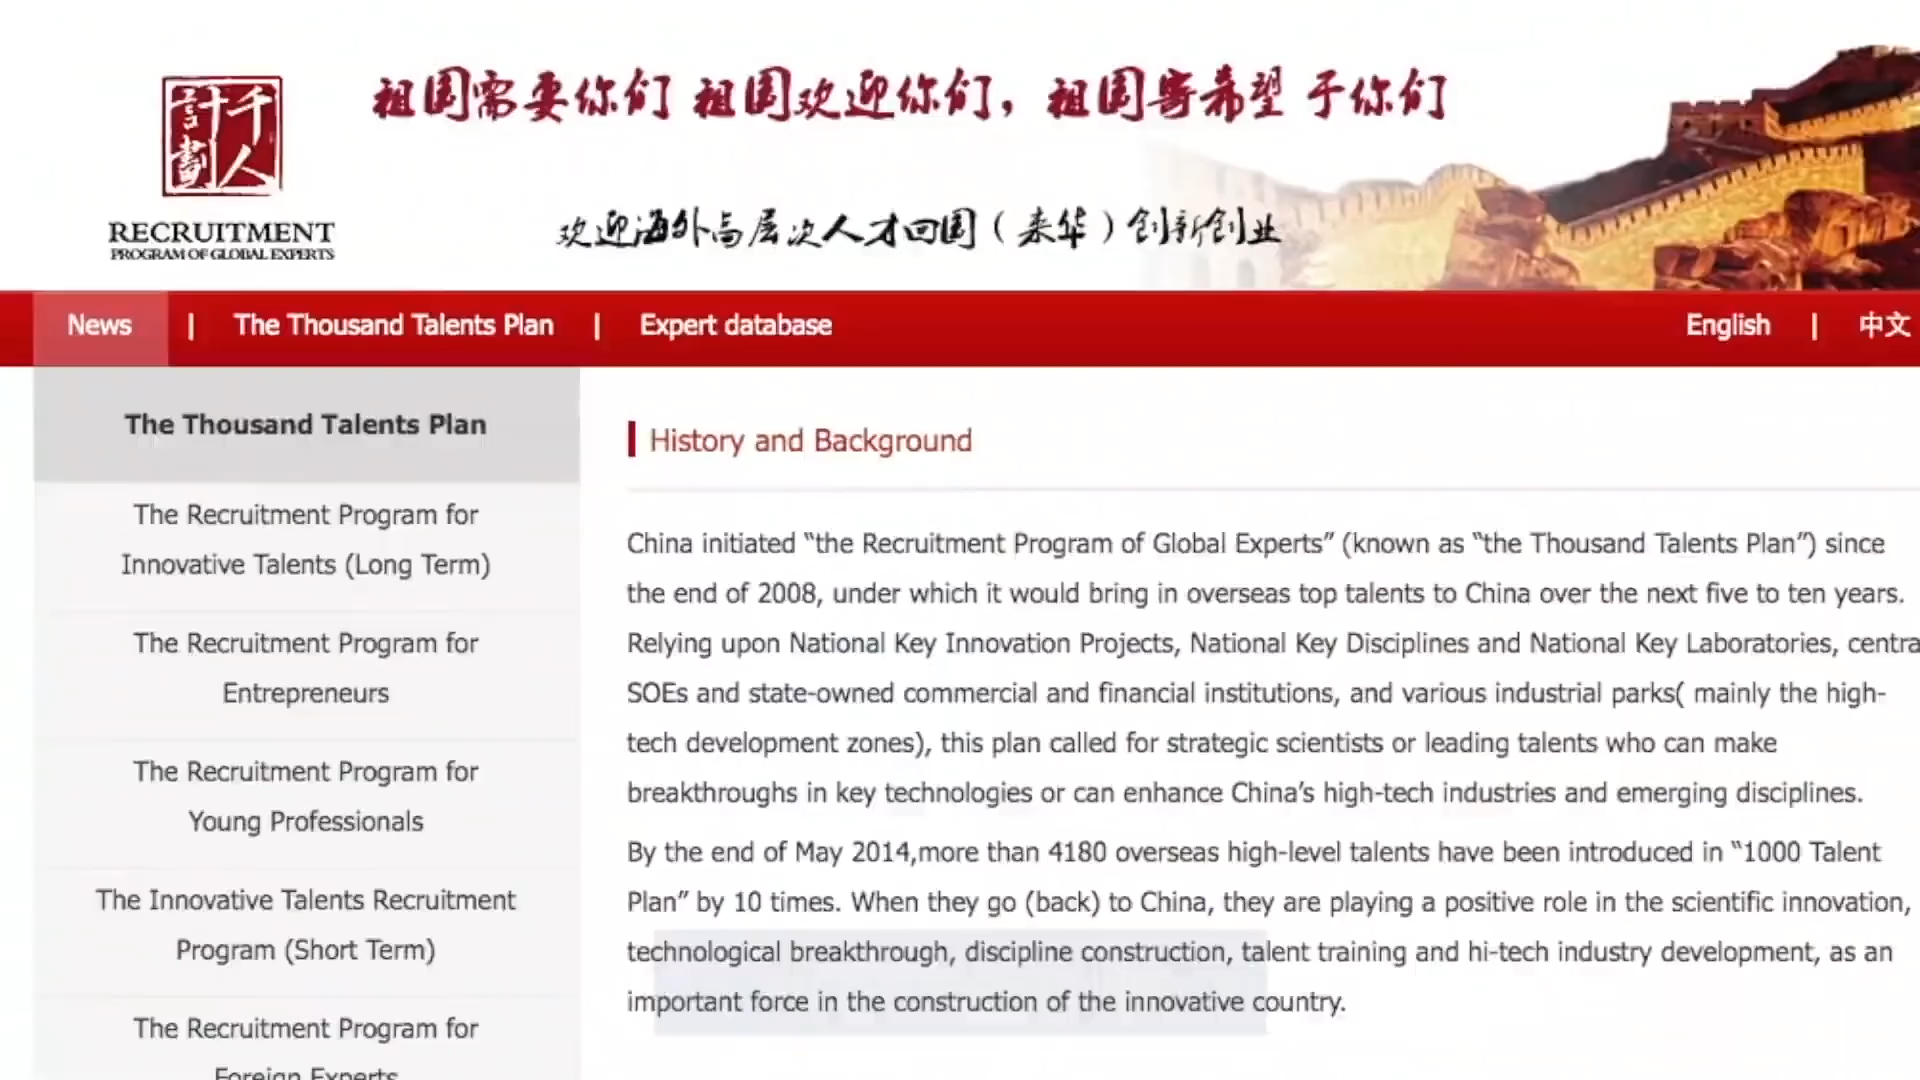 千人計劃
祖国需要你们 祖国欢迎你们，祖国寄希望于你们
RECRUITMENT
PROGRAM OF GLOBAL EXPERTS
欢迎海外高层次人才回国（来华）创新创业
News | The Thousand Talents Plan | Expert database English | 中文
The Thousand Talents Plan
The Recruitment Program for
Innovative Talents (Long Term)
The Recruitment Program for
Entrepreneurs
The Recruitment Program for
Young Professionals
The Innovative Talents Recruitment
Program (Short Term)
The Recruitment Program for
Foreign Experts
History and Background
China initiated “the Recruitment Program of Global Experts” (known as “the Thousand Talents Plan”) since
the end of 2008, under which it would bring in overseas top talents to China over the next five to ten years.
Relying upon National Key Innovation Projects, National Key Disciplines and National Key Laboratories, centra
SOEs and state-owned commercial and financial institutions, and various industrial parks( mainly the high-
tech development zones), this plan called for strategic scientists or leading talents who can make
breakthroughs in key technologies or can enhance China’s high-tech industries and emerging disciplines.
By the end of May 2014,more than 4180 overseas high-level talents have been introduced in “1000 Talent
Plan” by 10 times. When they go (back) to China, they are playing a positive role in the scientific innovation,
technological breakthrough, discipline construction, talent training and hi-tech industry development, as an
important force in the construction of the innovative country.